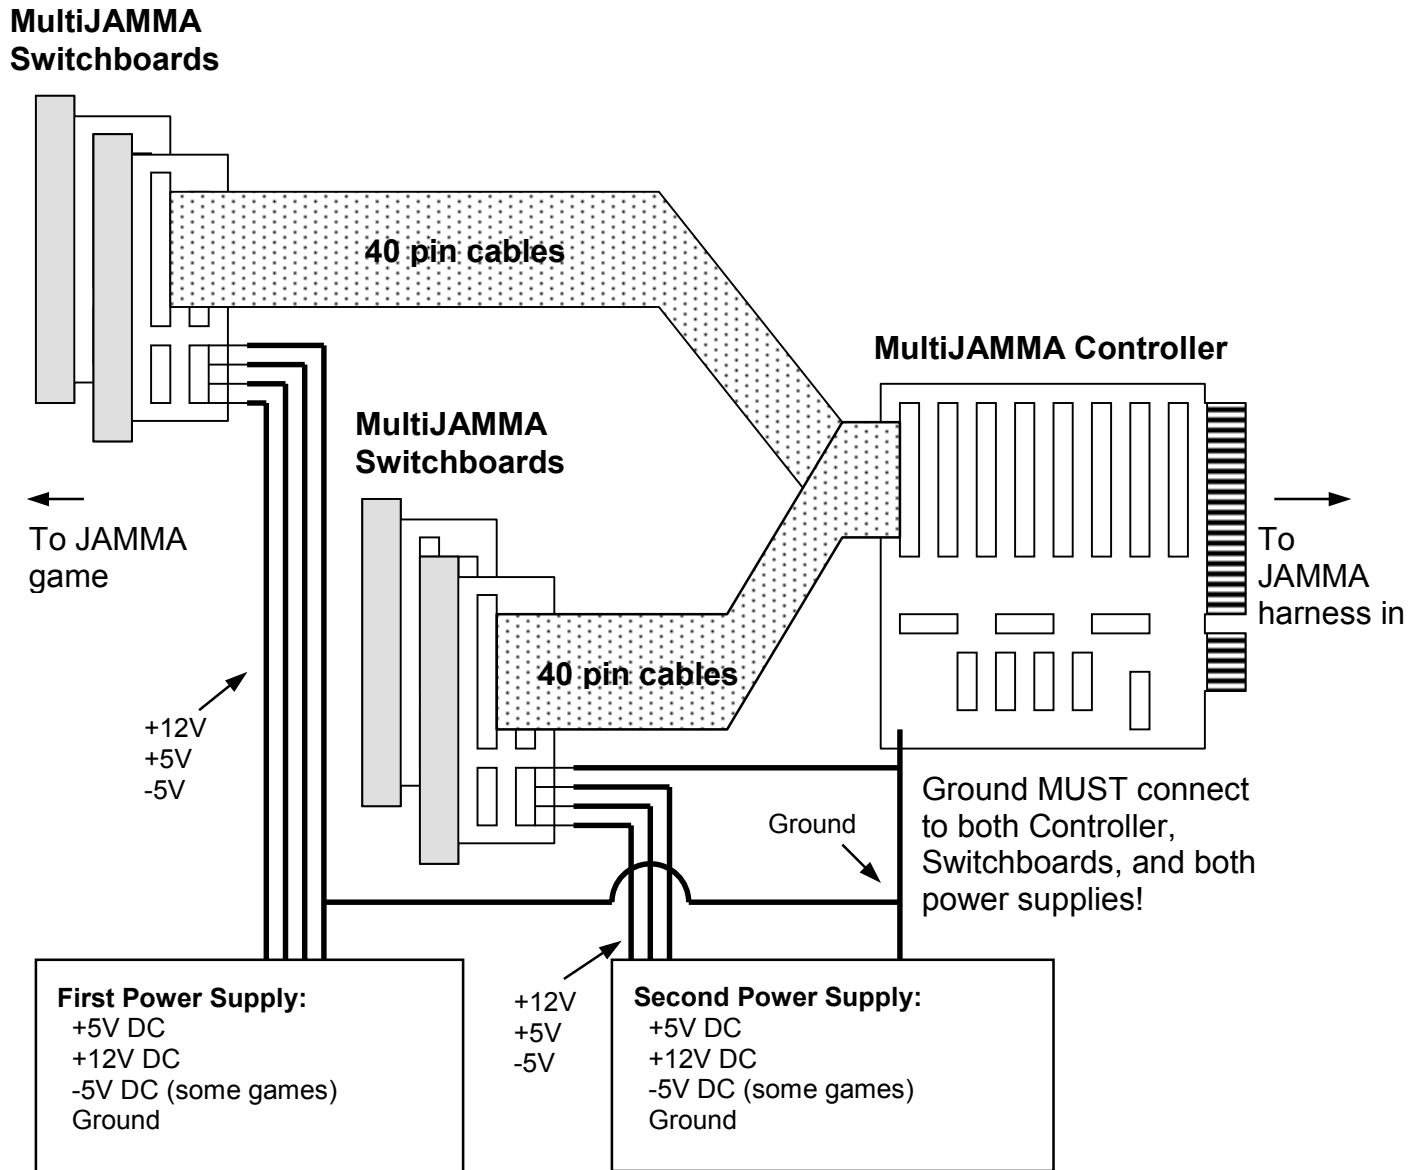 MultiJAMMA
Switchboards
40 pin cables
MultiJAMMA Controller
MultiJAMMA
Switchboards
To JAMMA
game
To
JAMMA
harness in
40 pin cables
+12V
+5V
-5V
Ground
Ground MUST connect
to both Controller,
Switchboards, and both
power supplies!
First Power Supply:
+5V DC
+12V DC
-5V DC (some games)
Ground
+12V
+5V
-5V
Second Power Supply:
+5V DC
+12V DC
-5V DC (some games)
Ground